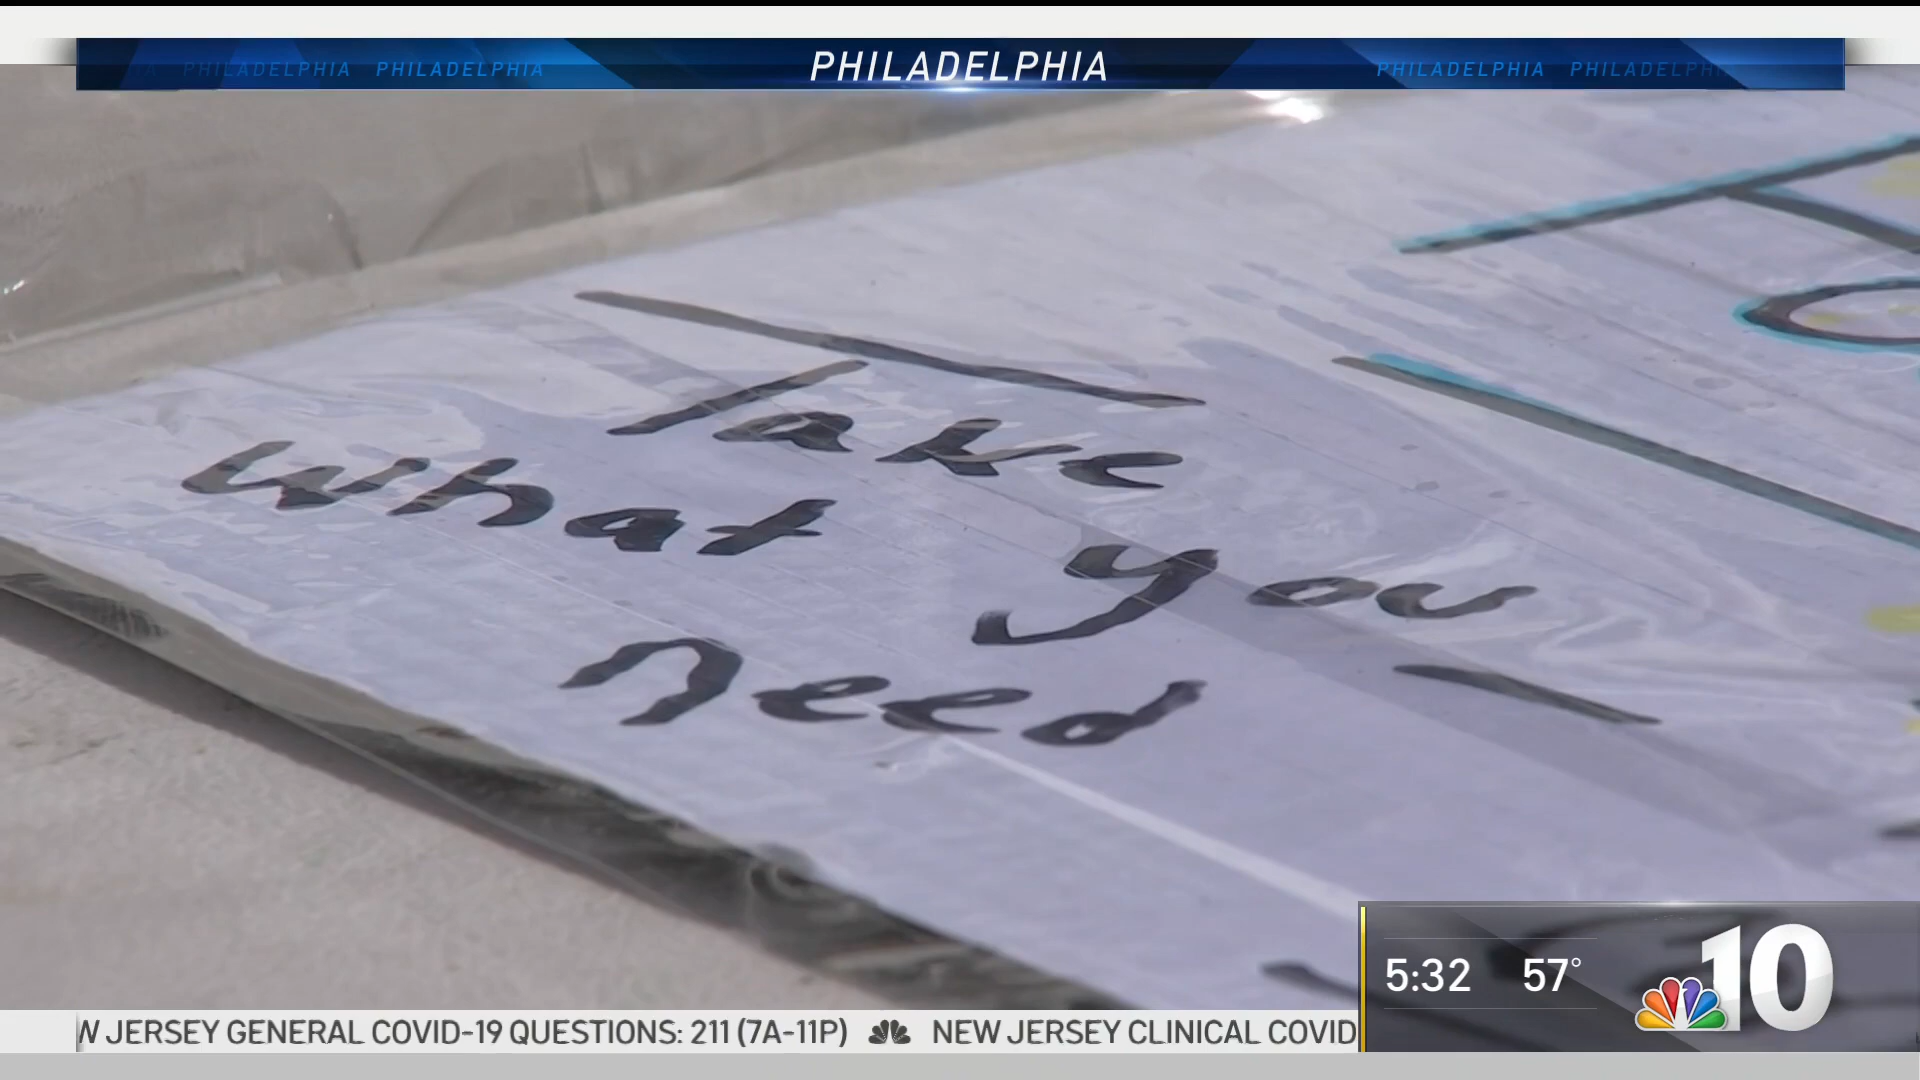 PHILADELPHIA PHILADELPHIA PHILADELPHIA PHILADELPHIA
Take
what you
need
5:32 57° 10
JERSEY GENERAL COVID-19 QUESTIONS: 211 (7A-11P) NEW JERSEY CLINICAL COVID